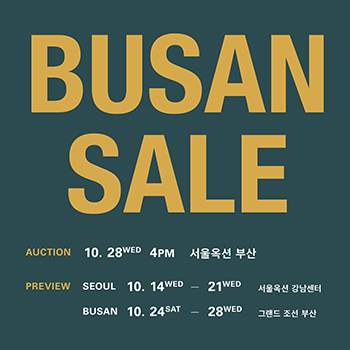 BUSAN
SALE
AUCTION 10. 28WED 4PM 서울옥션 부산
PREVIEW SEOUL 10. 14WED — 21WED 서울옥션 강남센터
BUSAN 10. 24SAT — 28WED 그랜드 조선 부산